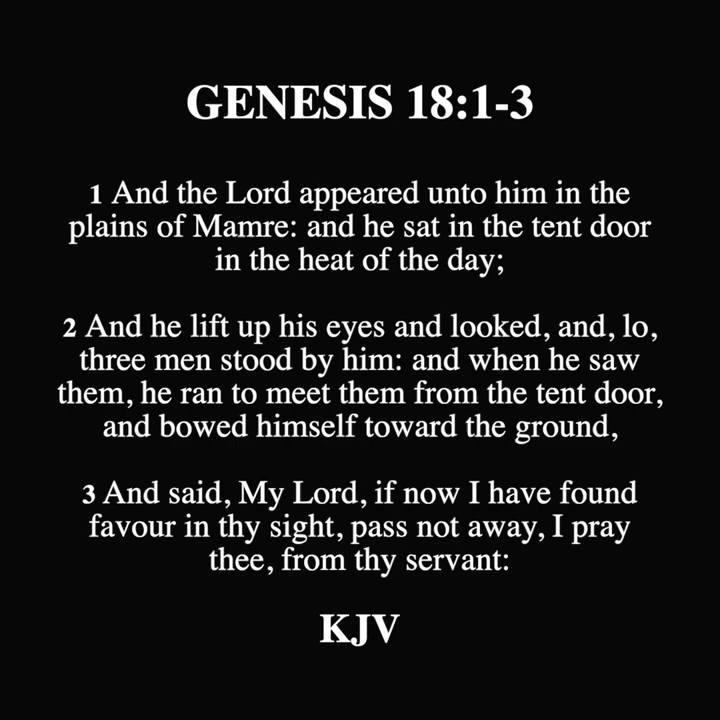 GENESIS 18:1-3
1 And the Lord appeared unto him in the
plains of Mamre: and he sat in the tent door
in the heat of the day;
2 And he lift up his eyes and looked, and, lo,
three men stood by him: and when he saw
them, he ran to meet them from the tent door,
and bowed himself toward the ground,
3 And said, My Lord, if now I have found
favour in thy sight, pass not away, I pray
thee, from thy servant:
KJV